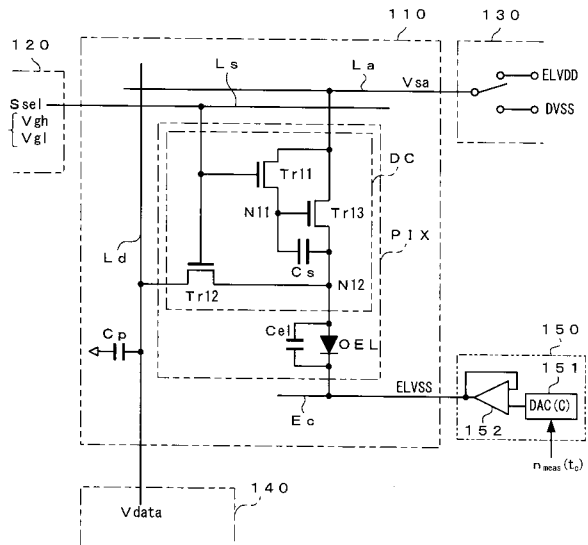 110
130
120
Ls
La
Vsa
ELVDD
DVSS
Ssel
Vgh
Vgl
DC
Tr11
Tr13
N11
PIX
Ld
Cs
N12
Tr12
Cel
OEL
Cp
150
151
ELVSS
DAC(C)
Ec
152
nmeas(tc)
140
Vdata